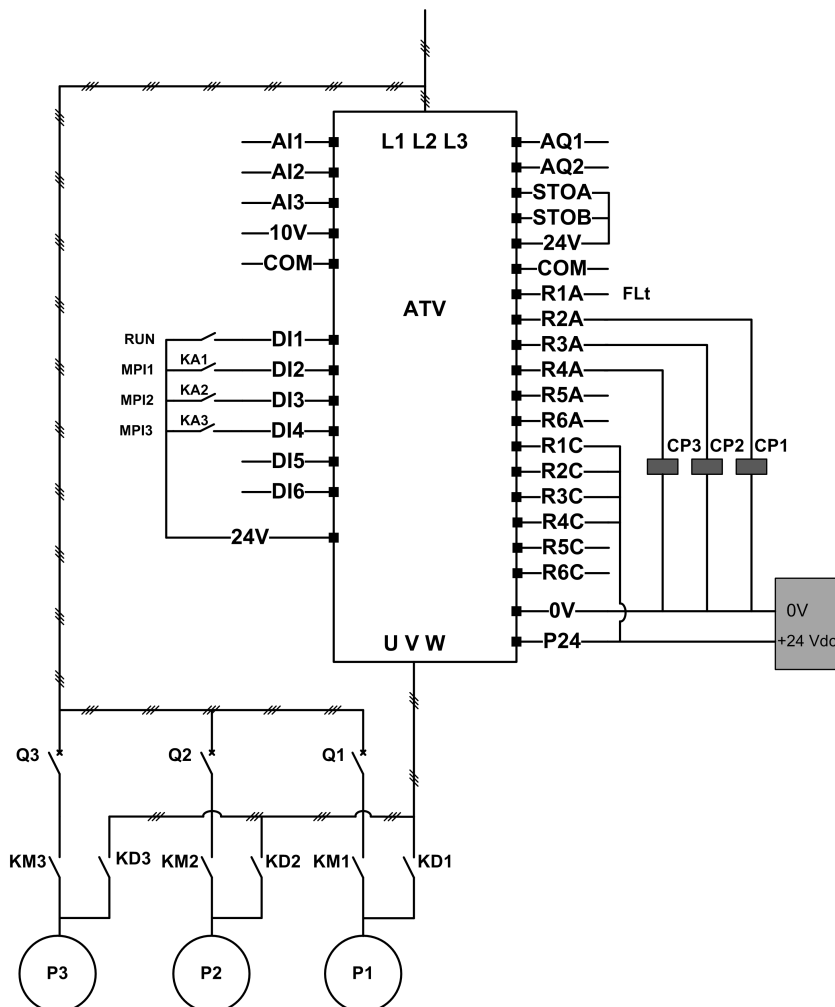 L1 L2 L3
AI1
AI2
AI3
10V
COM
ATV
RUN
DI1
MPI1
KA1
DI2
MPI2
KA2
DI3
MPI3
KA3
DI4
DI5
DI6
24V
U V W
AQ1
AQ2
STOA
STOB
24V
COM
R1A
FLt
R2A
R3A
R4A
R5A
R6A
R1C
R2C
R3C
R4C
R5C
R6C
0V
P24
CP3
CP2
CP1
0V
+24 Vdc
Q3
Q2
Q1
KM3
KD3
KM2
KD2
KM1
KD1
P3
P2
P1